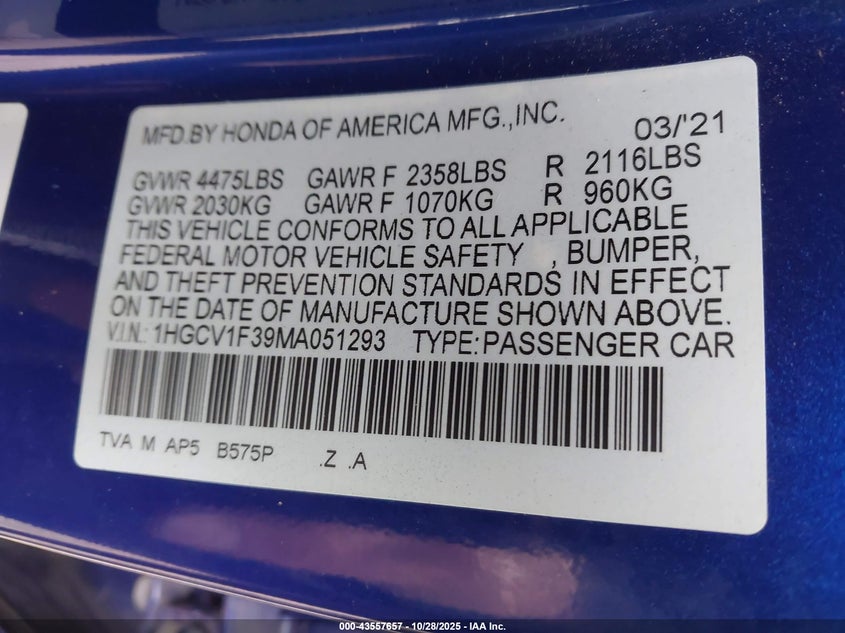 MFD.BY HONDA OF AMERICA MFG.,INC. 03/'21
GVWR 4475LBS GAWR F 2358LBS R 2116LBS
GVWR 2030KG GAWR F 1070KG R 960KG
THIS VEHICLE CONFORMS TO ALL APPLICABLE
FEDERAL MOTOR VEHICLE SAFETY , BUMPER,
AND THEFT PREVENTION STANDARDS IN EFFECT
ON THE DATE OF MANUFACTURE SHOWN ABOVE.
V.I.N.: 1HGCV1F39MA051293 TYPE:PASSENGER CAR
TVA M AP5 B575P .Z .A
000-43557657 - 10/28/2025 - IAA Inc.